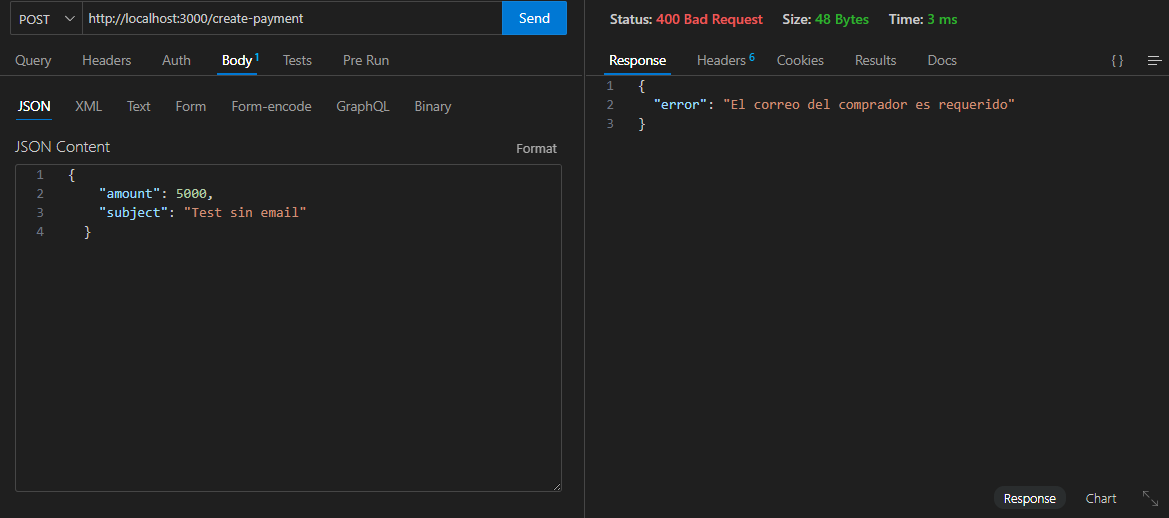 POST http://localhost:3000/create-payment Send
Query Headers Auth Body 1 Tests Pre Run
JSON XML Text Form Form-encode GraphQL Binary
JSON Content Format
1 {
2 "amount": 5000,
3 "subject": "Test sin email"
4 }
Status: 400 Bad Request Size: 48 Bytes Time: 3 ms
Response Headers 6 Cookies Results Docs { }
1 {
2 "error": "El correo del comprador es requerido"
3 }
Response Chart